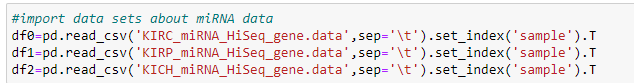 #import data sets about miRNA data
df0=pd.read_csv('KIRC_miRNA_HiSeq_gene.data',sep='\t').set_index('sample').T
df1=pd.read_csv('KIRP_miRNA_HiSeq_gene.data',sep='\t').set_index('sample').T
df2=pd.read_csv('KICH_miRNA_HiSeq_gene.data',sep='\t').set_index('sample').T